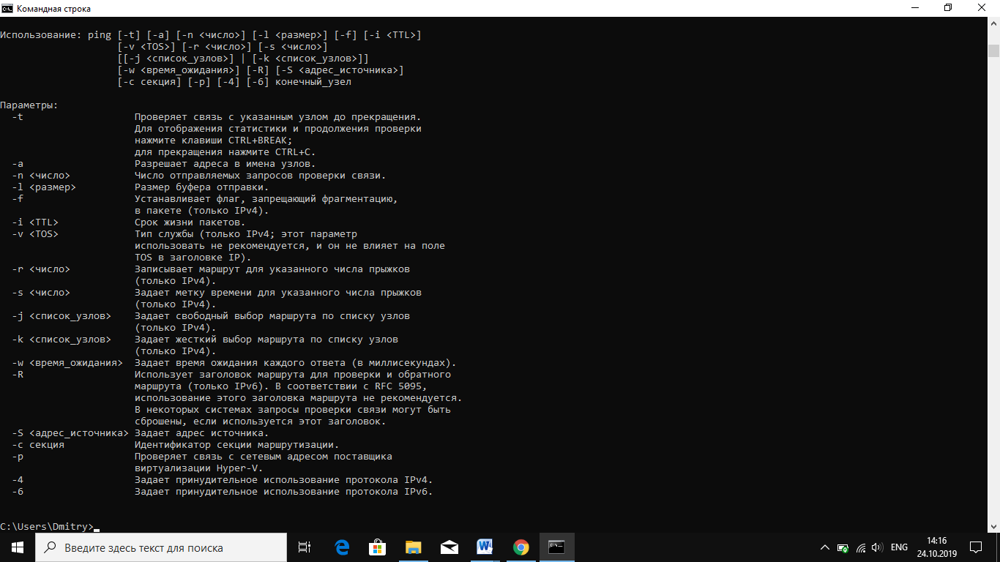 Командная строка
Использование: ping [-t] [-a] [-n <число>] [-l <размер>] [-f] [-i <TTL>]
[-v <TOS>] [-r <число>] [-s <число>]
[[-j <список_узлов>] | [-k <список_узлов>]]
[-w <время_ожидания>] [-R] [-S <адрес_источника>]
[-c секция] [-p] [-4] [-6] конечный_узел
Параметры:
-t Проверяет связь с указанным узлом до прекращения.
Для отображения статистики и продолжения проверки
нажмите клавиши CTRL+BREAK;
для прекращения нажмите CTRL+C.
-a Разрешает адреса в имена узлов.
-n <число> Число отправляемых запросов проверки связи.
-l <размер> Размер буфера отправки.
-f Устанавливает флаг, запрещающий фрагментацию,
в пакете (только IPv4).
-i <TTL> Срок жизни пакетов.
-v <TOS> Тип службы (только IPv4; этот параметр
использовать не рекомендуется, и он не влияет на поле
TOS в заголовке IP).
-r <число> Записывает маршрут для указанного числа прыжков
(только IPv4).
-s <число> Задает метку времени для указанного числа прыжков
(только IPv4).
-j <список_узлов> Задает свободный выбор маршрута по списку узлов
(только IPv4).
-k <список_узлов> Задает жесткий выбор маршрута по списку узлов
(только IPv4).
-w <время_ожидания> Задает время ожидания каждого ответа (в миллисекундах).
-R Использует заголовок маршрута для проверки и обратного
маршрута (только IPv6). В соответствии с RFC 5095,
использование этого заголовка маршрута не рекомендуется.
В некоторых системах запросы проверки связи могут быть
сброшены, если используется этот заголовок.
-S <адрес_источника> Задает адрес источника.
-c секция Идентификатор секции маршрутизации.
-p Проверяет связь с сетевым адресом поставщика
виртуализации Hyper-V.
-4 Задает принудительное использование протокола IPv4.
-6 Задает принудительное использование протокола IPv6.
C:\Users\Dmitry>
Введите здесь текст для поиска
ENG
14:16
24.10.2019